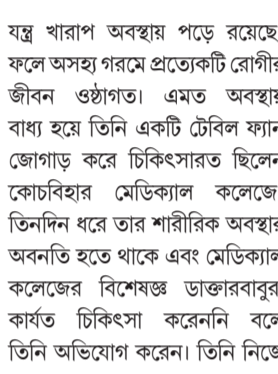 যন্ত্র খারাপ অবস্থায় পড়ে রয়েছে
ফলে অসহ্য গরমে প্রত্যেকটি রোগীর
জীবন ওষ্ঠাগত। এমত অবস্থায়
বাধ্য হয়ে তিনি একটি টেবিল ফ্যান
জোগাড় করে চিকিৎসারত ছিলেন
কোচবিহার মেডিক্যাল কলেজে
তিনদিন ধরে তার শারীরিক অবস্থার
অবনতি হতে থাকে এবং মেডিক্যাল
কলেজের বিশেষজ্ঞ ডাক্তারবাবুর
কার্যত চিকিৎসা করেননি বলে
তিনি অভিযোগ করেন। তিনি নিজে